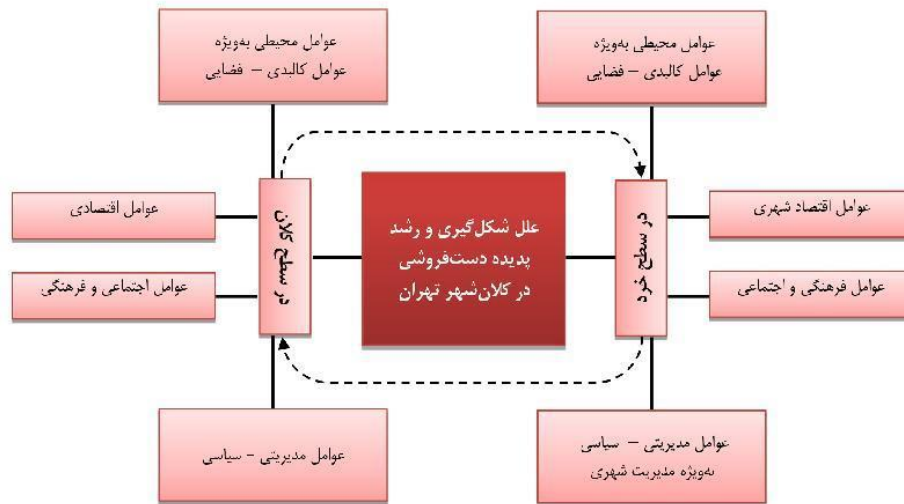 عوامل محیطی به‌ویژه
عوامل کالبدی – فضایی
عوامل محیطی به‌ویژه
عوامل کالبدی – فضایی
در سطح خرد
عوامل اقتصاد شهری
عوامل فرهنگی و اجتماعی
علل شکل‌گیری و رشد
پدیده دست‌فروشی
در کلان‌شهر تهران
در سطح کلان
عوامل اقتصادی
عوامل اجتماعی و فرهنگی
عوامل مدیریتی – سیاسی
به‌ویژه مدیریت شهری
عوامل مدیریتی - سیاسی